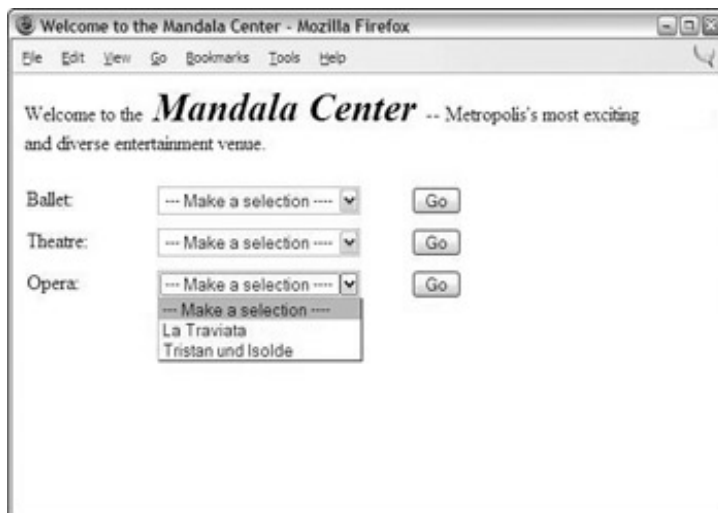 Welcome to the Mandala Center - Mozilla Firefox
File Edit View Go Bookmarks Tools Help
Welcome to the Mandala Center -- Metropolis's most exciting
and diverse entertainment venue.
Ballet: --- Make a selection ---- Go
Theatre: --- Make a selection ---- Go
Opera: --- Make a selection ---- Go
--- Make a selection ----
La Traviata
Tristan und Isolde